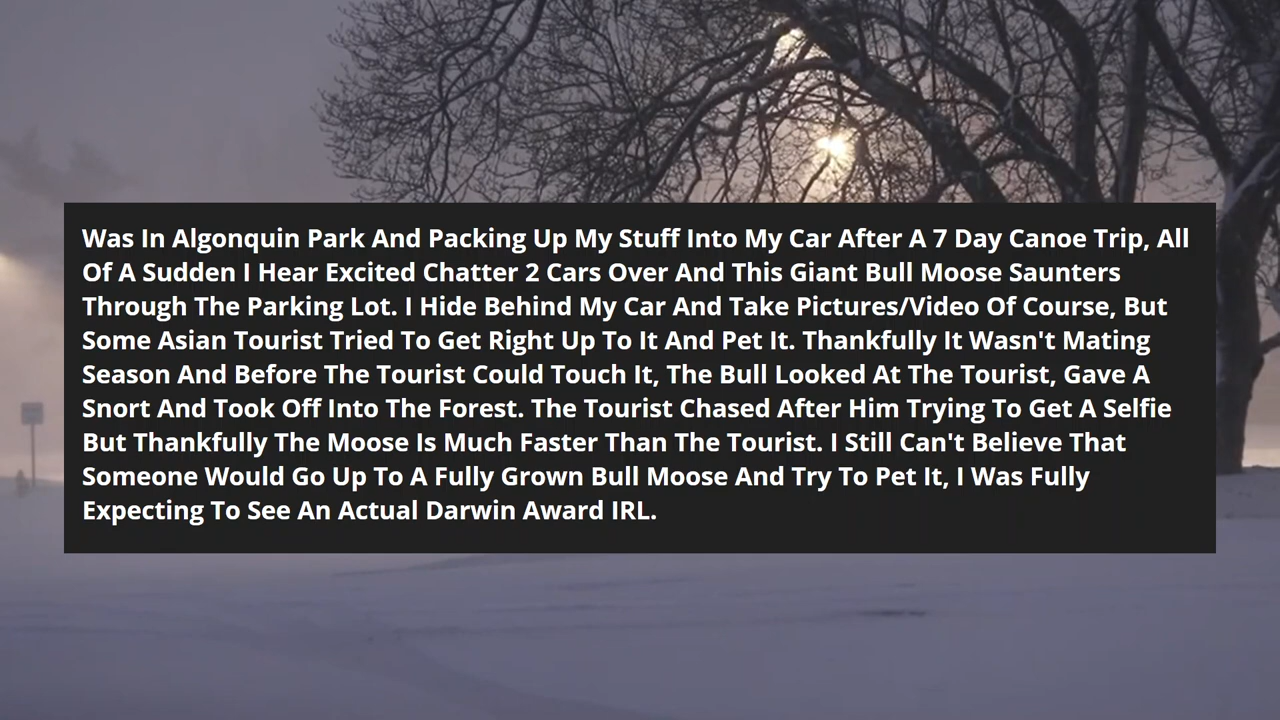 Was In Algonquin Park And Packing Up My Stuff Into My Car After A 7 Day Canoe Trip, All
Of A Sudden I Hear Excited Chatter 2 Cars Over And This Giant Bull Moose Saunters
Through The Parking Lot. I Hide Behind My Car And Take Pictures/Video Of Course, But
Some Asian Tourist Tried To Get Right Up To It And Pet It. Thankfully It Wasn't Mating
Season And Before The Tourist Could Touch It, The Bull Looked At The Tourist, Gave A
Snort And Took Off Into The Forest. The Tourist Chased After Him Trying To Get A Selfie
But Thankfully The Moose Is Much Faster Than The Tourist. I Still Can't Believe That
Someone Would Go Up To A Fully Grown Bull Moose And Try To Pet It, I Was Fully
Expecting To See An Actual Darwin Award IRL.